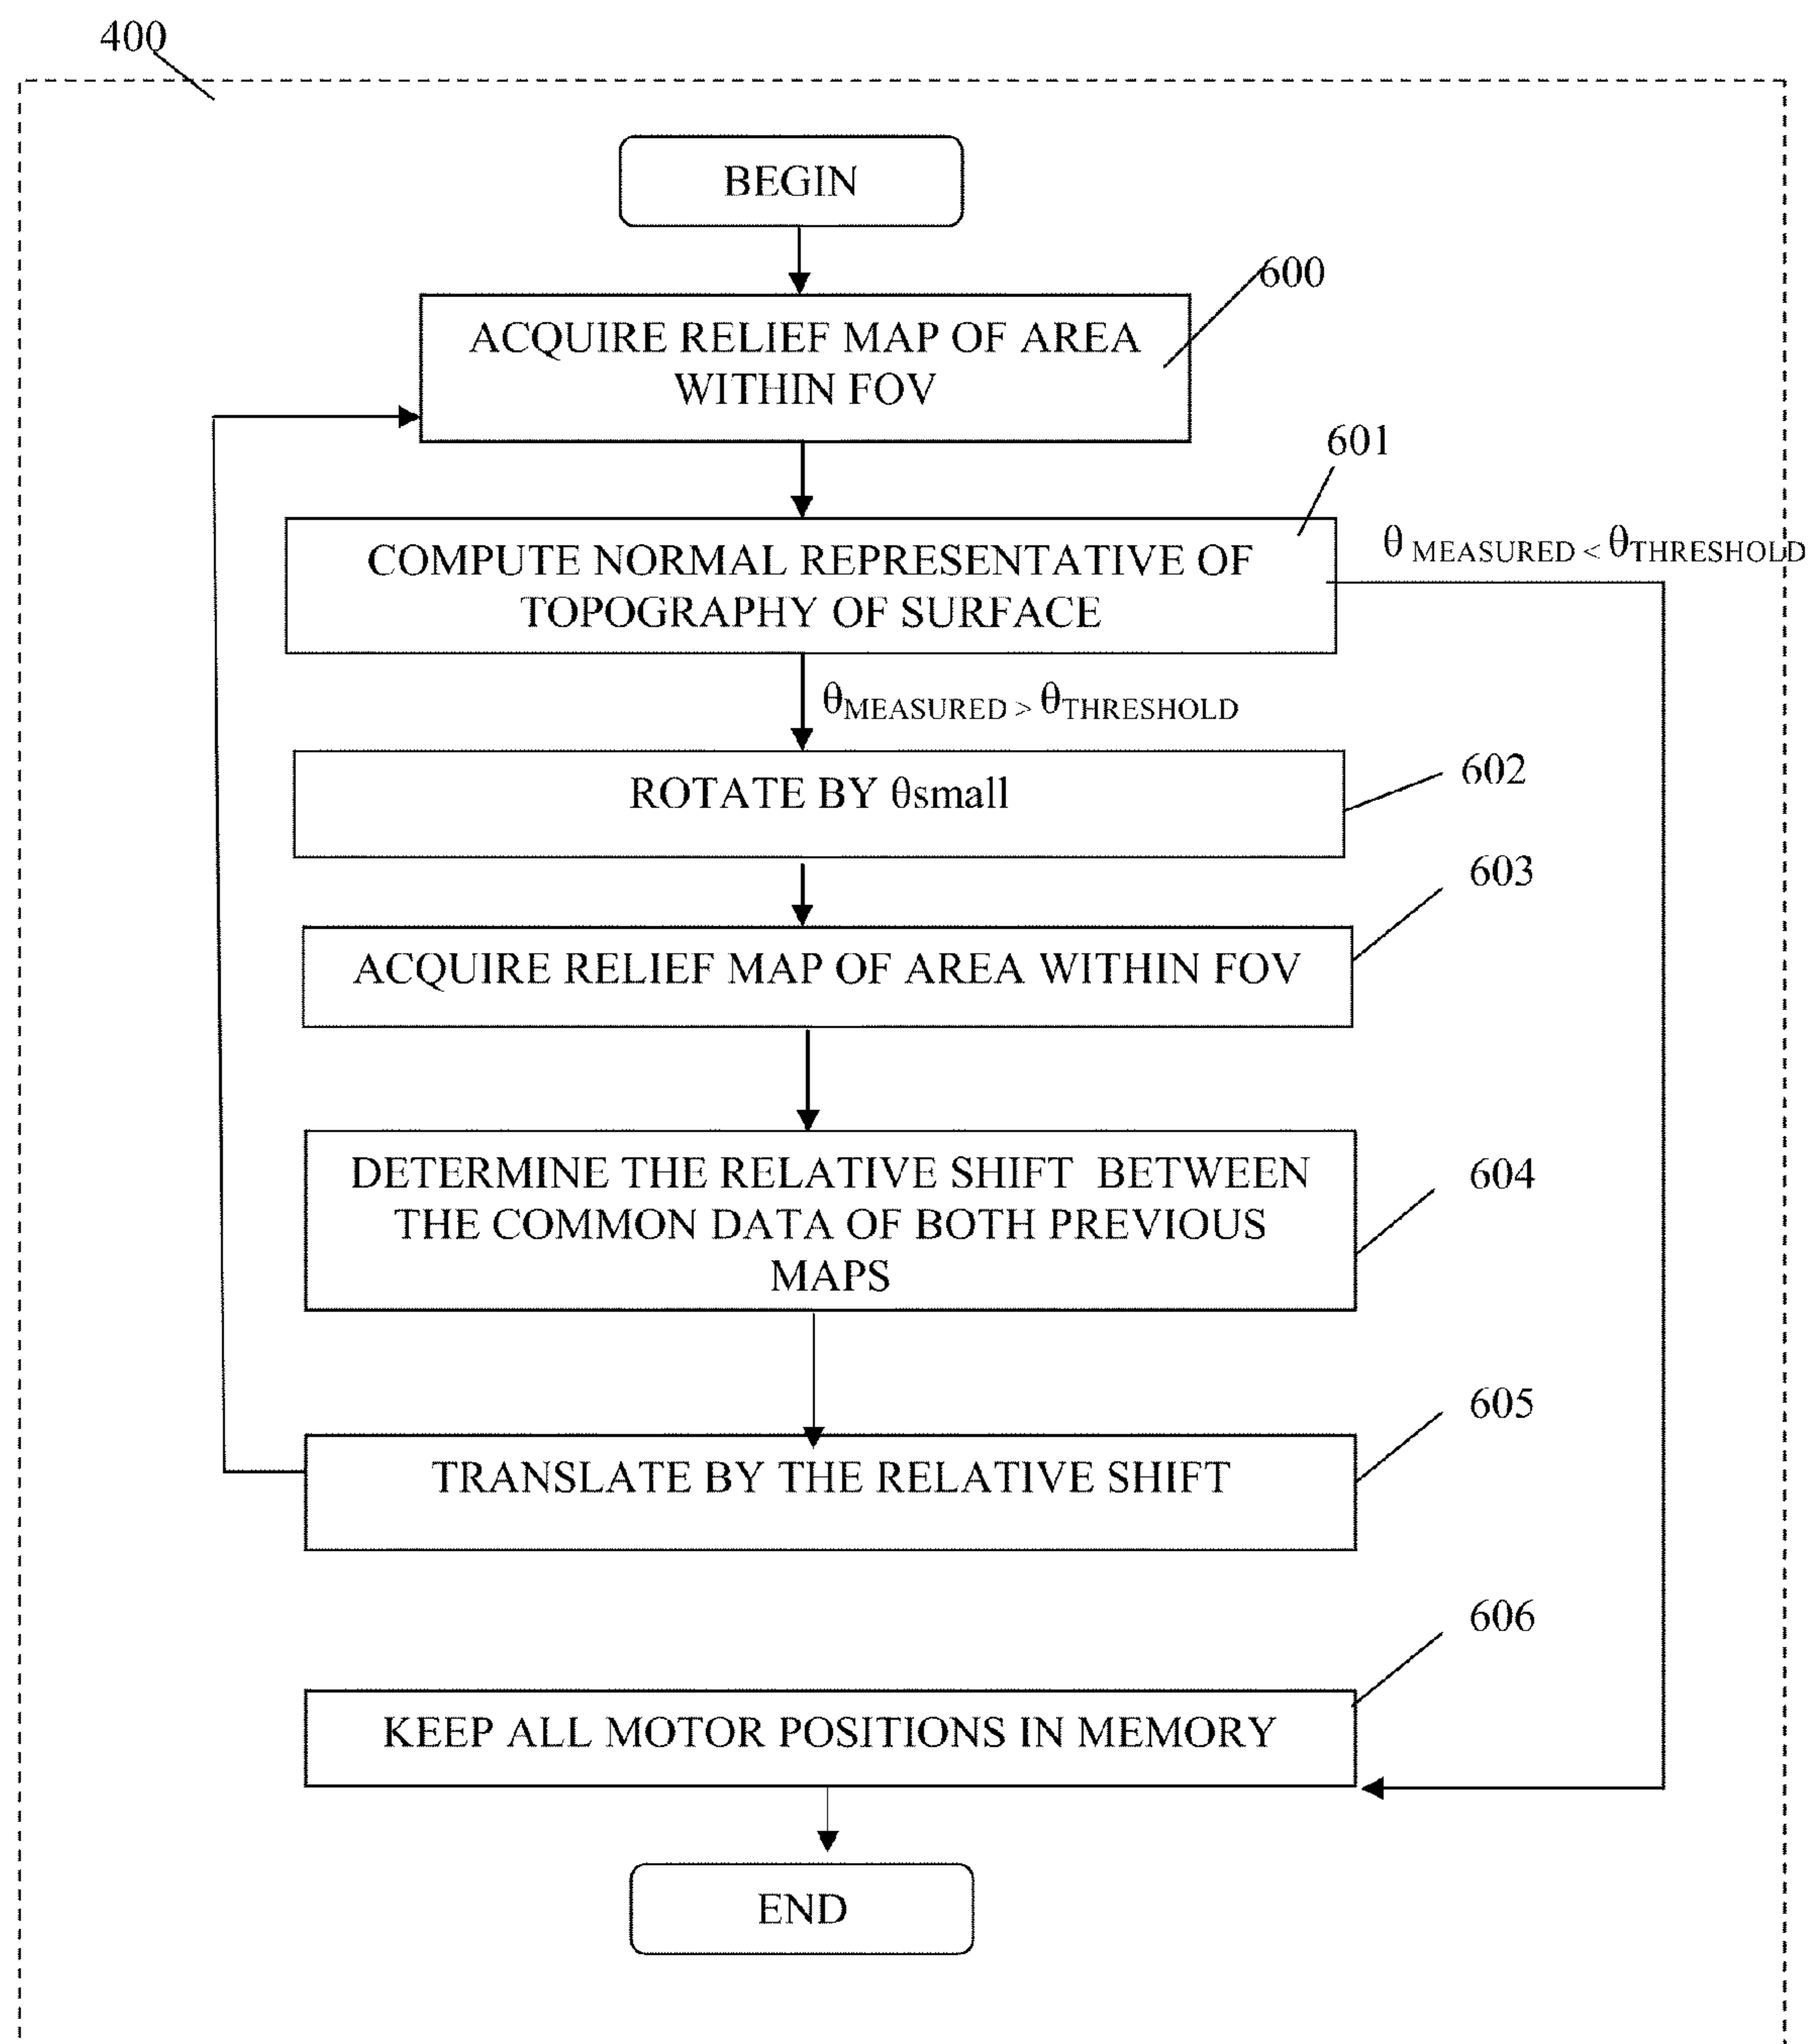 400
BEGIN
600
ACQUIRE RELIEF MAP OF AREA
WITHIN FOV
601
COMPUTE NORMAL REPRESENTATIVE OF
TOPOGRAPHY OF SURFACE
θ MEASURED < θTHRESHOLD
θMEASURED > θTHRESHOLD
ROTATE BY θsmall
602
603
ACQUIRE RELIEF MAP OF AREA WITHIN FOV
DETERMINE THE RELATIVE SHIFT BETWEEN
THE COMMON DATA OF BOTH PREVIOUS
MAPS
604
605
TRANSLATE BY THE RELATIVE SHIFT
606
KEEP ALL MOTOR POSITIONS IN MEMORY
END